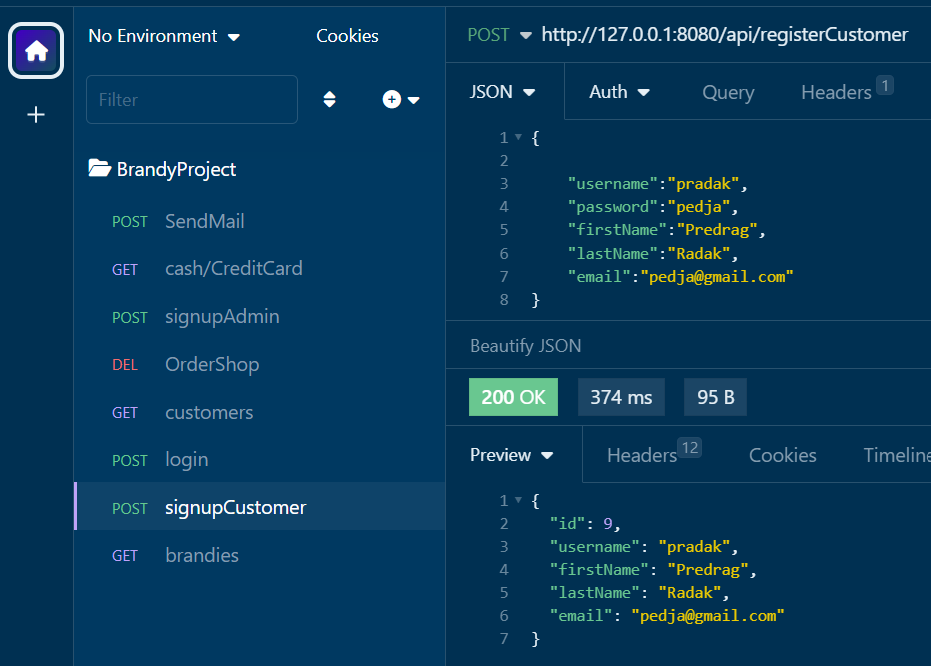 No Environment
Cookies
Filter
BrandyProject
POST SendMail
GET cash/CreditCard
POST signupAdmin
DEL OrderShop
GET customers
POST login
POST signupCustomer
GET brandies
POST http://127.0.0.1:8080/api/registerCustomer
JSON Auth Query Headers 1
1 {
2
3 "username":"pradak",
4 "password":"pedja",
5 "firstName":"Predrag",
6 "lastName":"Radak",
7 "email":"pedja@gmail.com"
8 }
Beautify JSON
200 OK 374 ms 95 B
Preview Headers 12 Cookies Timeline
1 {
2 "id": 9,
3 "username": "pradak",
4 "firstName": "Predrag",
5 "lastName": "Radak",
6 "email": "pedja@gmail.com"
7 }